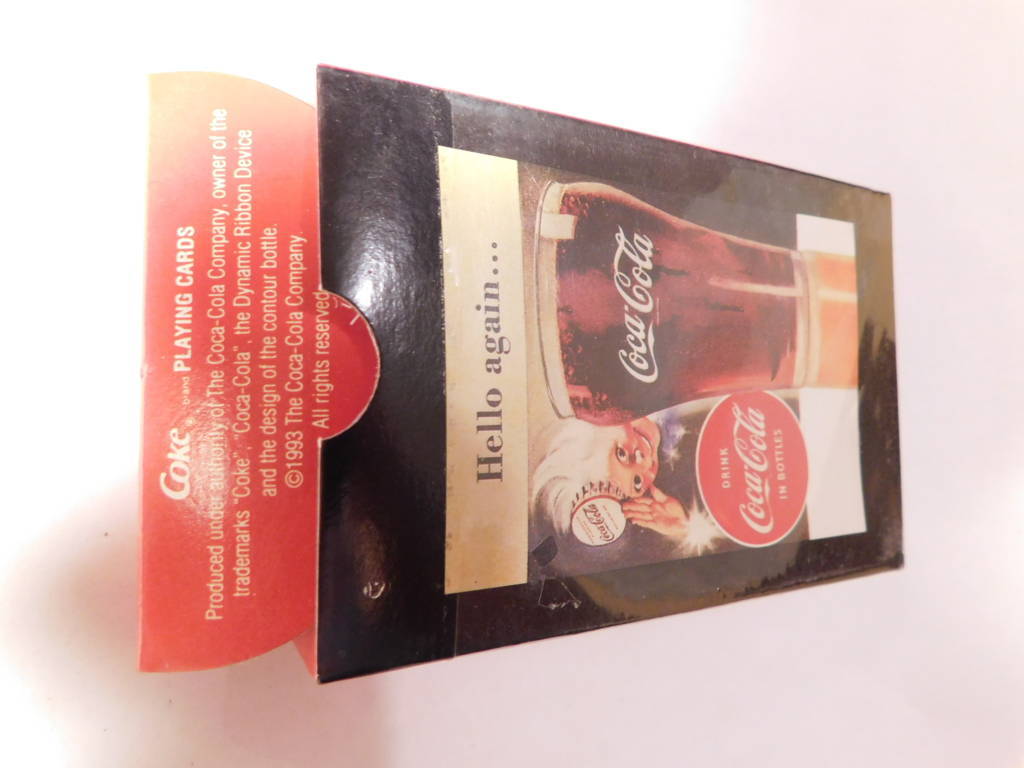 Coke brand PLAYING CARDS
Produced under authority of The Coca-Cola Company, owner of the
trademarks "Coke", "Coca-Cola", the Dynamic Ribbon Device
and the design of the contour bottle.
©1993 The Coca-Cola Company.
All rights reserved
Hello again...
Coca-Cola
Coca-Cola
DRINK
Coca-Cola
IN BOTTLES